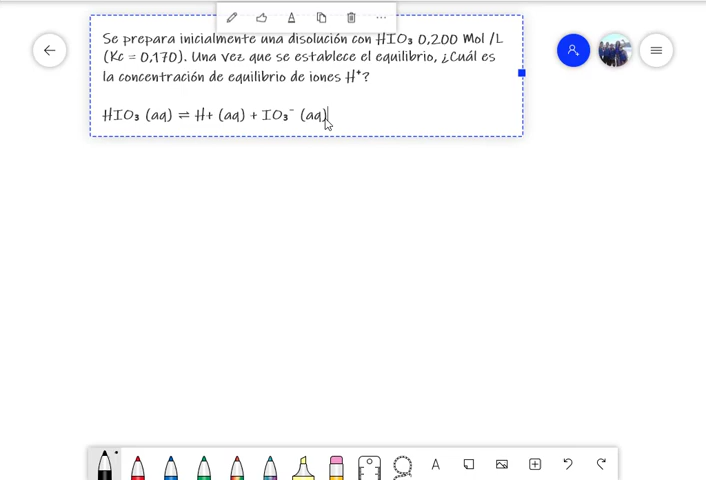 Se prepara inicialmente una disolución con HIO₃ 0,200 Mol /L
(Kc = 0,170). Una vez que se establece el equilibrio, ¿Cuál es
la concentración de equilibrio de iones H⁺?
HIO₃ (aq) ⇌ H+ (aq) + IO₃⁻ (aq)
A
A